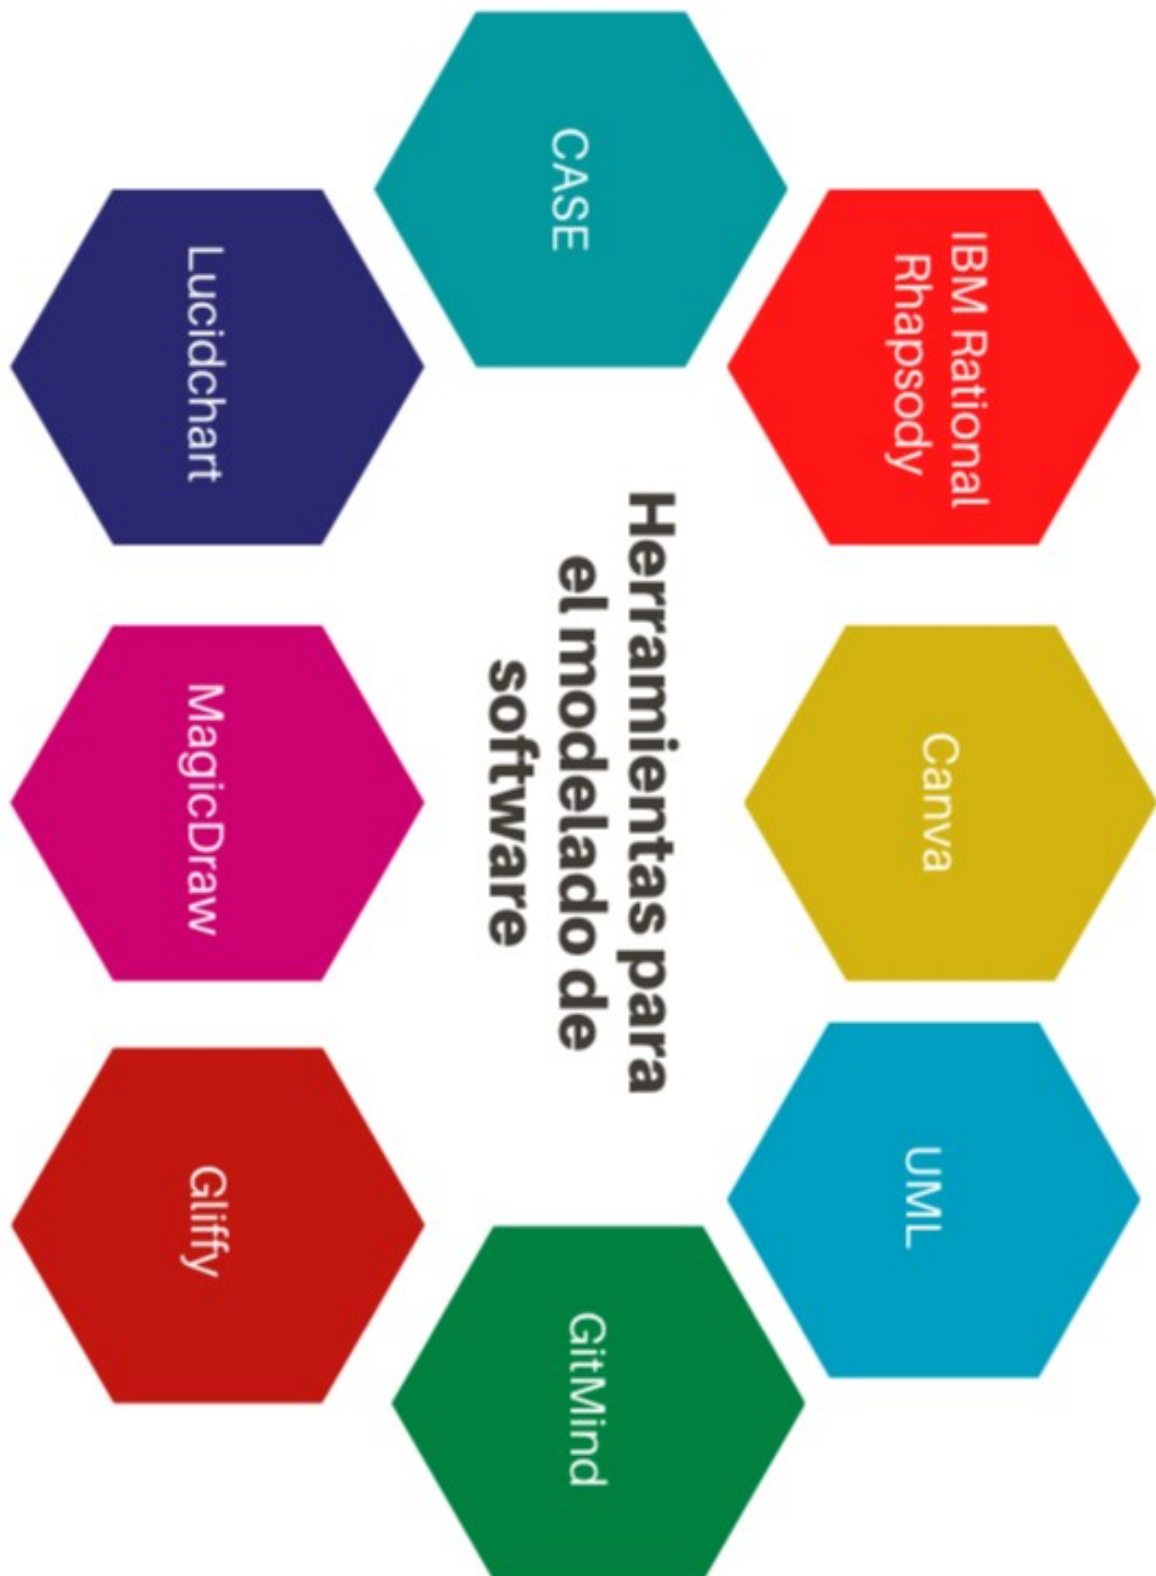 IBM Rational
Rhapsody
Canva
UML
CASE
Herramientas para
el modelado de
software
GitMind
Lucidchart
MagicDraw
Gliffy